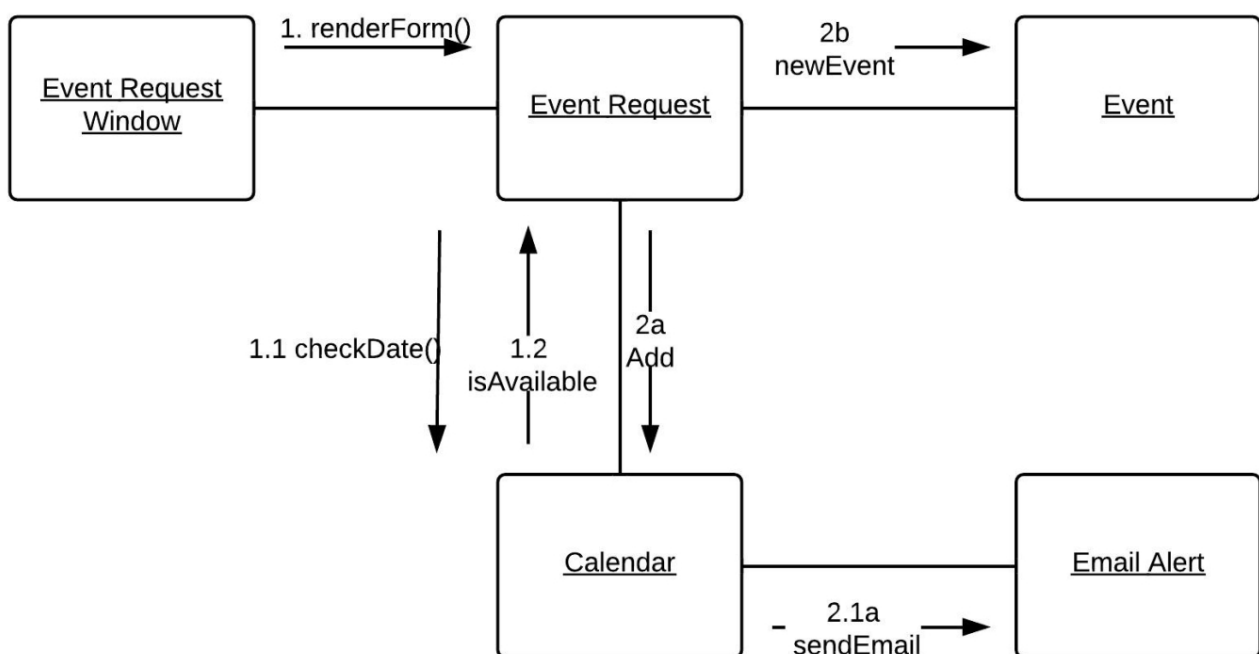 1. renderForm()
2b
newEvent
Event Request
Window
Event Request
Event
1.1 checkDate()
1.2
isAvailable
2a
Add
Calendar
Email Alert
2.1a
sendEmail